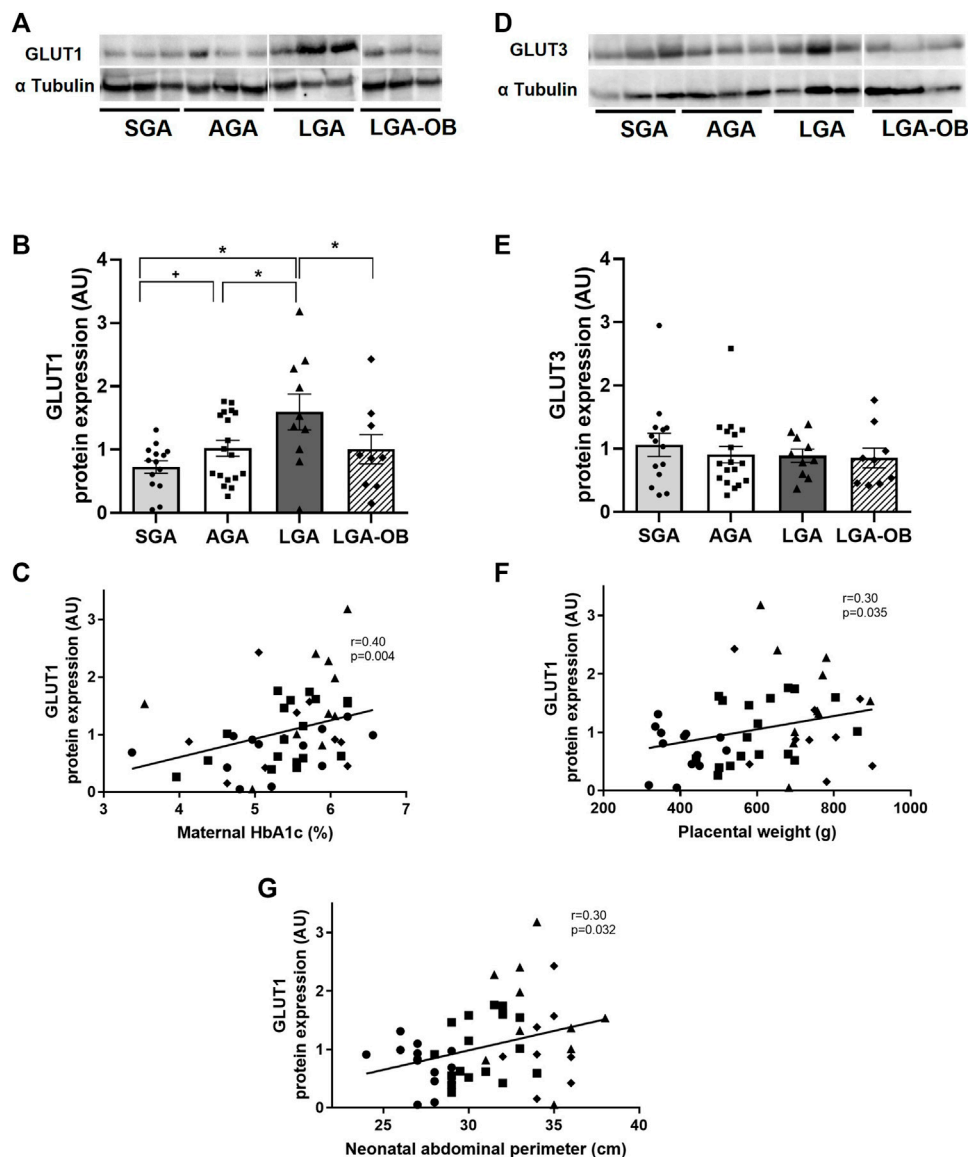 A
GLUT1
α Tubulin
SGA AGA LGA LGA-OB
D
GLUT3
α Tubulin
SGA AGA LGA LGA-OB
B
GLUT1
protein expression (AU)
4
3
2
1
0
*
*
+
*
SGA AGA LGA LGA-OB
E
GLUT3
protein expression (AU)
4
3
2
1
0
SGA AGA LGA LGA-OB
C
GLUT1
protein expression (AU)
3
2
1
0
r=0.40
p=0.004
3 4 5 6 7
Maternal HbA1c (%)
F
GLUT1
protein expression (AU)
3
2
1
0
r=0.30
p=0.035
200 400 600 800 1000
Placental weight (g)
G
GLUT1
protein expression (AU)
3
2
1
0
r=0.30
p=0.032
25 30 35 40
Neonatal abdominal perimeter (cm)